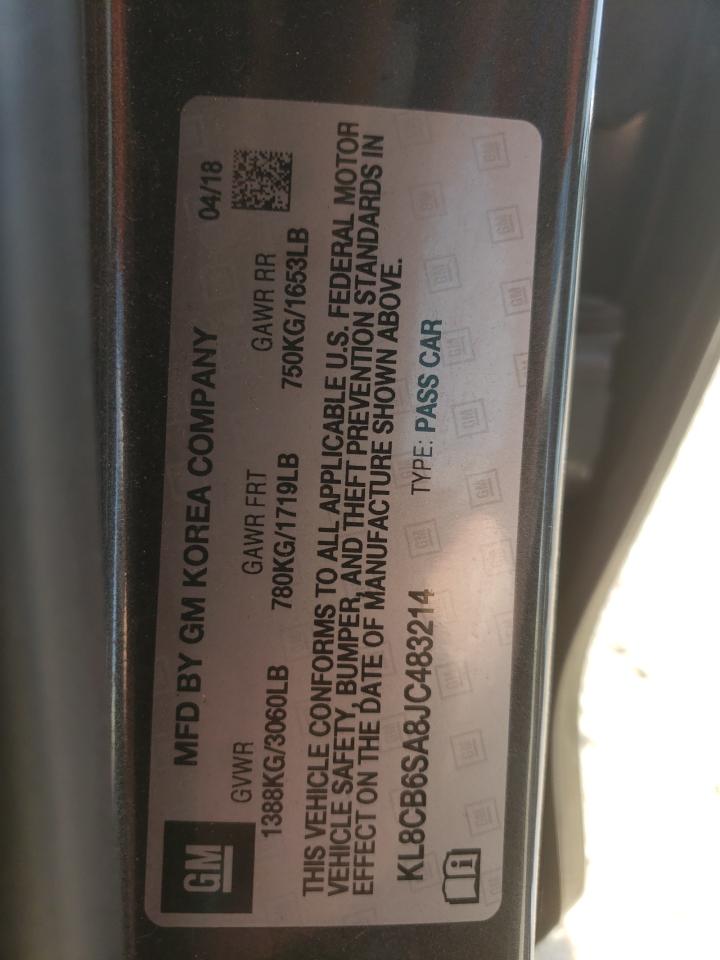 GM
MFD BY GM KOREA COMPANY 04/18
GVWR GAWR FRT GAWR RR
1388KG/3060LB 780KG/1719LB 750KG/1653LB
THIS VEHICLE CONFORMS TO ALL APPLICABLE U.S. FEDERAL MOTOR
VEHICLE SAFETY, BUMPER, AND THEFT PREVENTION STANDARDS IN
EFFECT ON THE DATE OF MANUFACTURE SHOWN ABOVE.
KL8CB6SA8JC483214 TYPE: PASS CAR